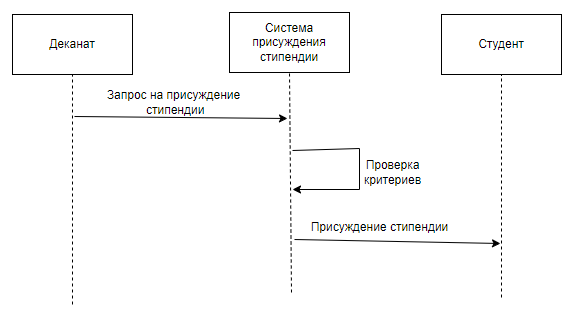 Деканат
Система
присуждения
стипендии
Студент
Запрос на присуждение
стипендии
Проверка
критериев
Присуждение стипендии